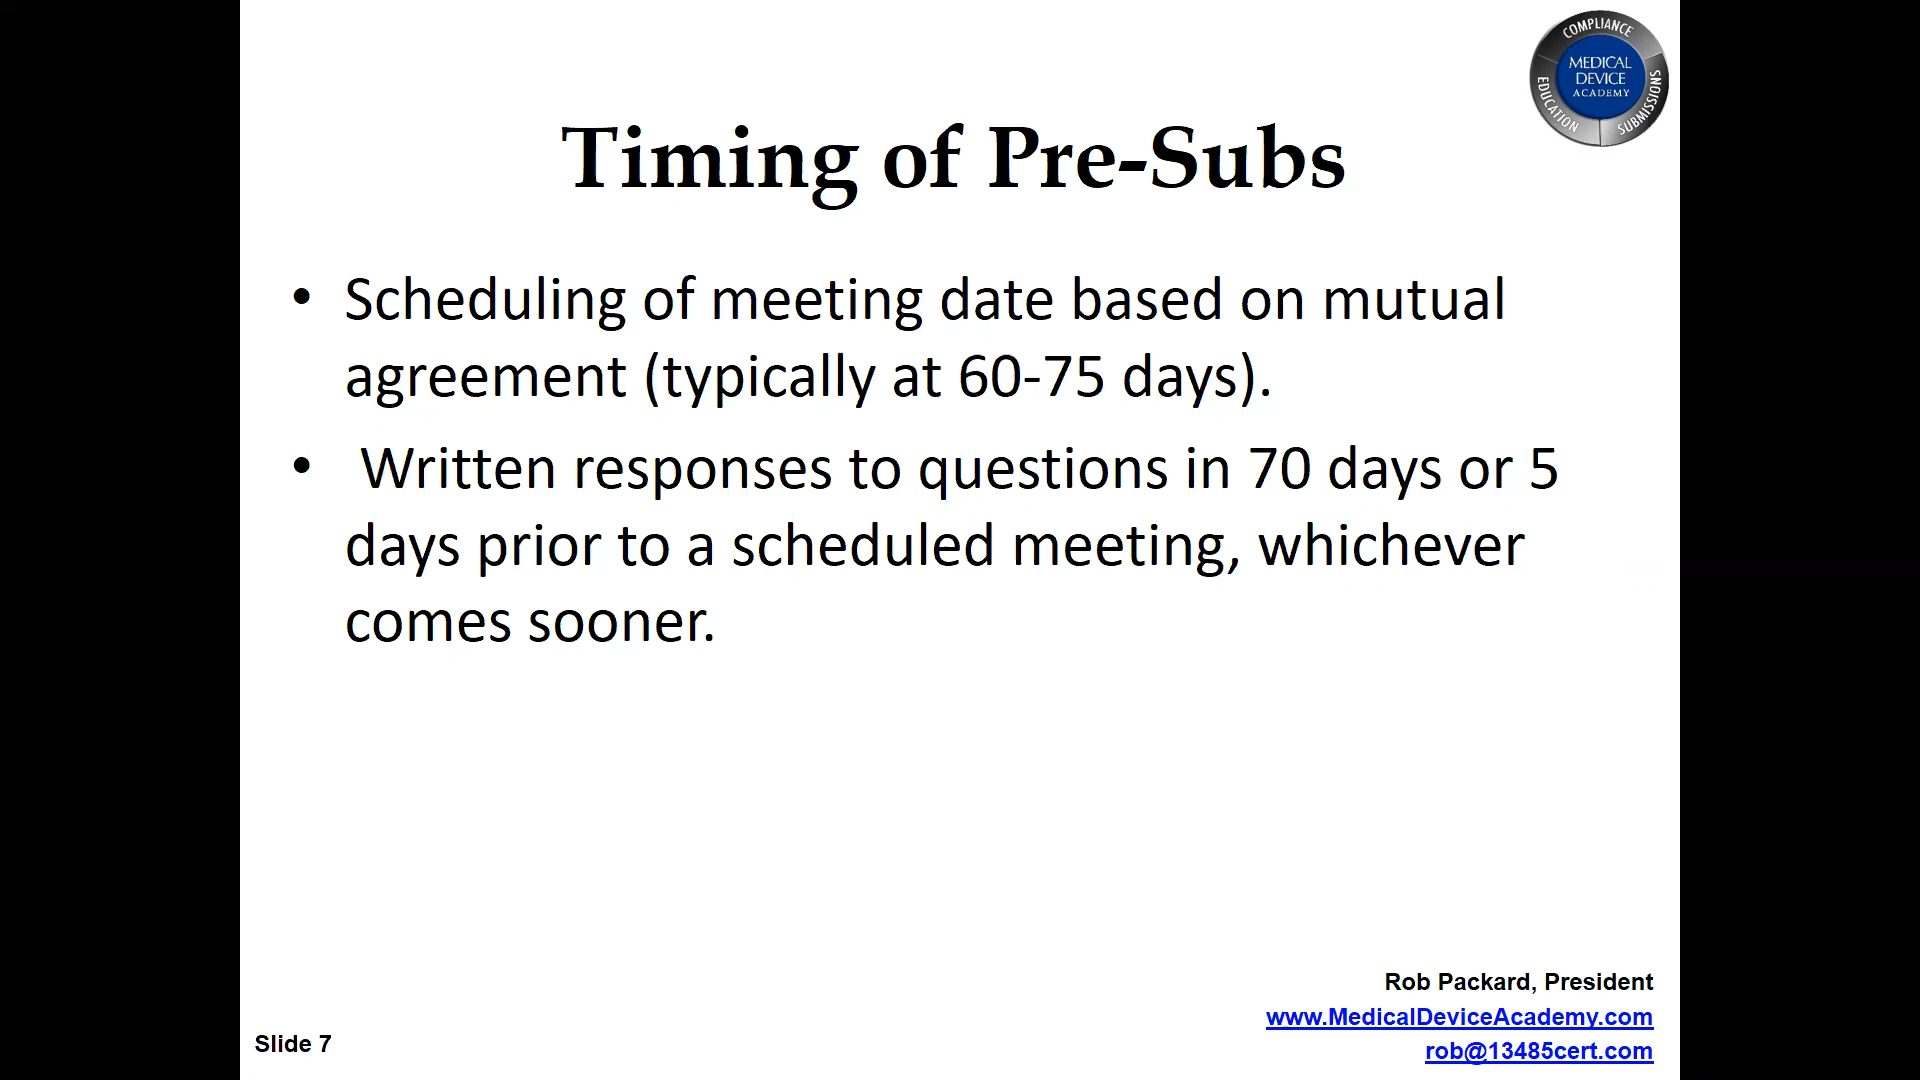 COMPLIANCE
MEDICAL
DEVICE
ACADEMY
EDUCATION
SUBMISSIONS
Timing of Pre-Subs
• Scheduling of meeting date based on mutual
agreement (typically at 60-75 days).
• Written responses to questions in 70 days or 5
days prior to a scheduled meeting, whichever
comes sooner.
Rob Packard, President
www.MedicalDeviceAcademy.com
Slide 7
rob@13485cert.com